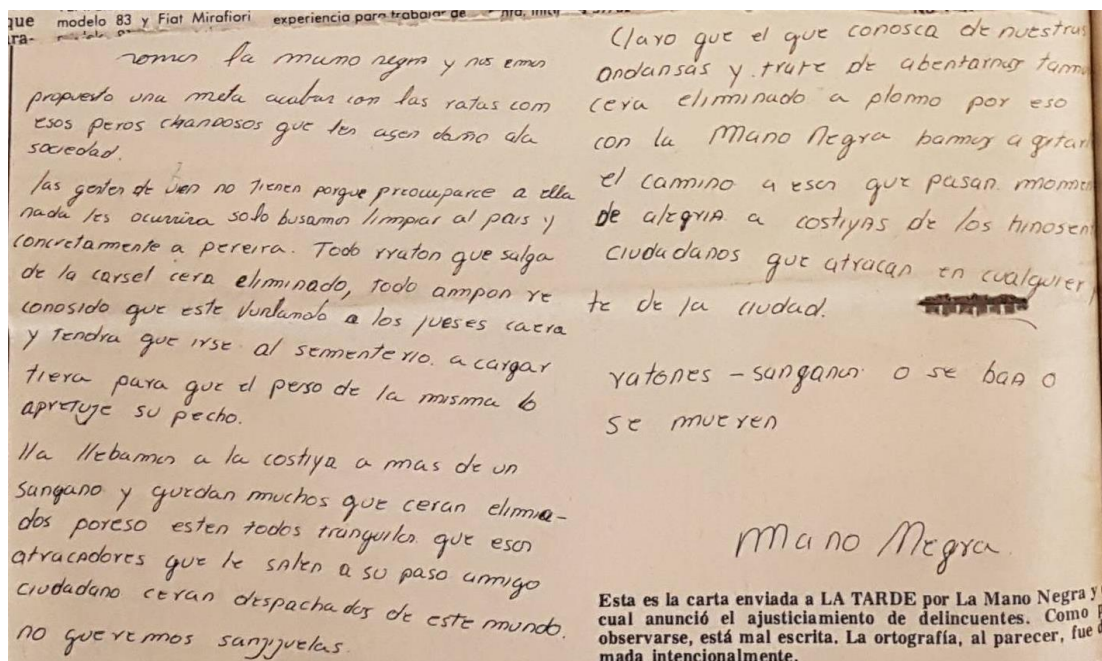 que modelo 83 y Fiat Mirafiori experiencia para trabajar de
somos la mano negra y nos emos
propuesto una meta acabar con las ratas com
esos peros chandosos que len asen daño ala
sociedad.
las genten de vien no tienen porque preocuparce a ella
nada les ocurrira solo busamos limpiar al pais y
concretamente a pereira. Todo rraton que salga
de la carsel cera eliminado, todo ampon re
conosido que este vurlando a los jueses caera
y tendra que irse al sementerio. a cargar
tiera para que el peso de la misma lo
apretuje su pecho.
lla llebamos a la costiya a mas de un
sangano y quedan muchos que ceran elimina-
dos poreso esten todos tranquilos que esos
atracadores que le salen a su paso amigo
ciudadano ceran despachados de este mundo.
no queremos sanjijuelas.
Claro que el que conosca de nuestras
andansas y trate de abentarnos
cera eliminado a plomo por eso
con la Mano Negra bamos a
el camino a esos que pasan
de alegria a costiyas de los hinosen
ciudadanos que atracan en cualquier
te de la ciudad.
ratones - sanganos o se ban o
se mueren
Mano Negra.
Esta es la carta enviada a LA TARDE por La Mano Negra y
cual anunció el ajusticiamiento de delincuentes. Como
observarse, está mal escrita. La ortografía, al parecer, fue
mada intencionalmente.